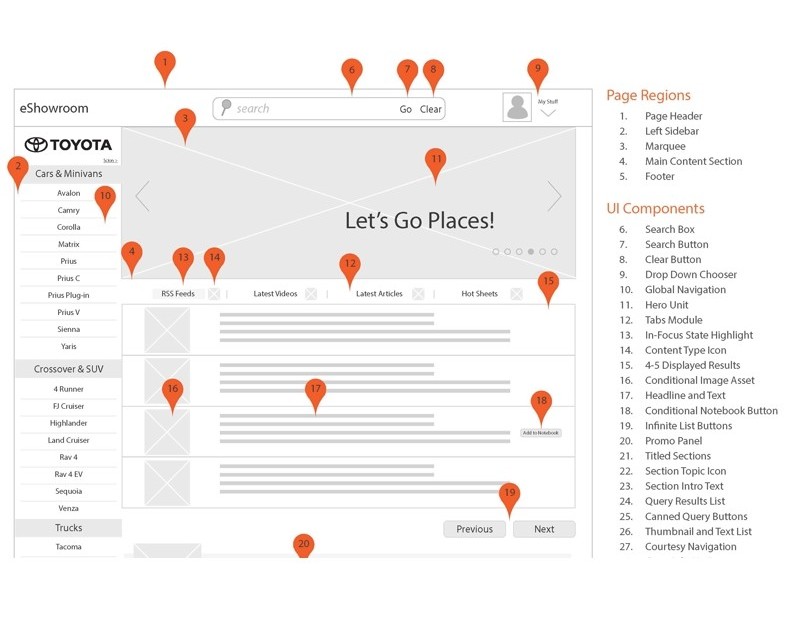 1
6
7
8
9
eShowroom
search
Go
Clear
My Stuff
3
TOYOTA
2
Cars & Minivans
Avalon
10
Camry
Corolla
Matrix
Prius
Prius C
Prius Plug-in
Prius V
Sienna
Yaris
Crossover & SUV
4 Runner
FJ Cruiser
Highlander
Land Cruiser
Rav 4
Rav 4 EV
Sequoia
Venza
Trucks
Tacoma
11
Let's Go Places!
4
13
14
12
15
RSS Feeds
Latest Videos
Latest Articles
Hot Sheets
16
17
18
Add to Notebook
19
Previous
Next
20
Page Regions
1. Page Header
2. Left Sidebar
3. Marquee
4. Main Content Section
5. Footer
UI Components
6. Search Box
7. Search Button
8. Clear Button
9. Drop Down Chooser
10. Global Navigation
11. Hero Unit
12. Tabs Module
13. In-Focus State Highlight
14. Content Type Icon
15. 4-5 Displayed Results
16. Conditional Image Asset
17. Headline and Text
18. Conditional Notebook Button
19. Infinite List Buttons
20. Promo Panel
21. Titled Sections
22. Section Topic Icon
23. Section Intro Text
24. Query Results List
25. Canned Query Buttons
26. Thumbnail and Text List
27. Courtesy Navigation